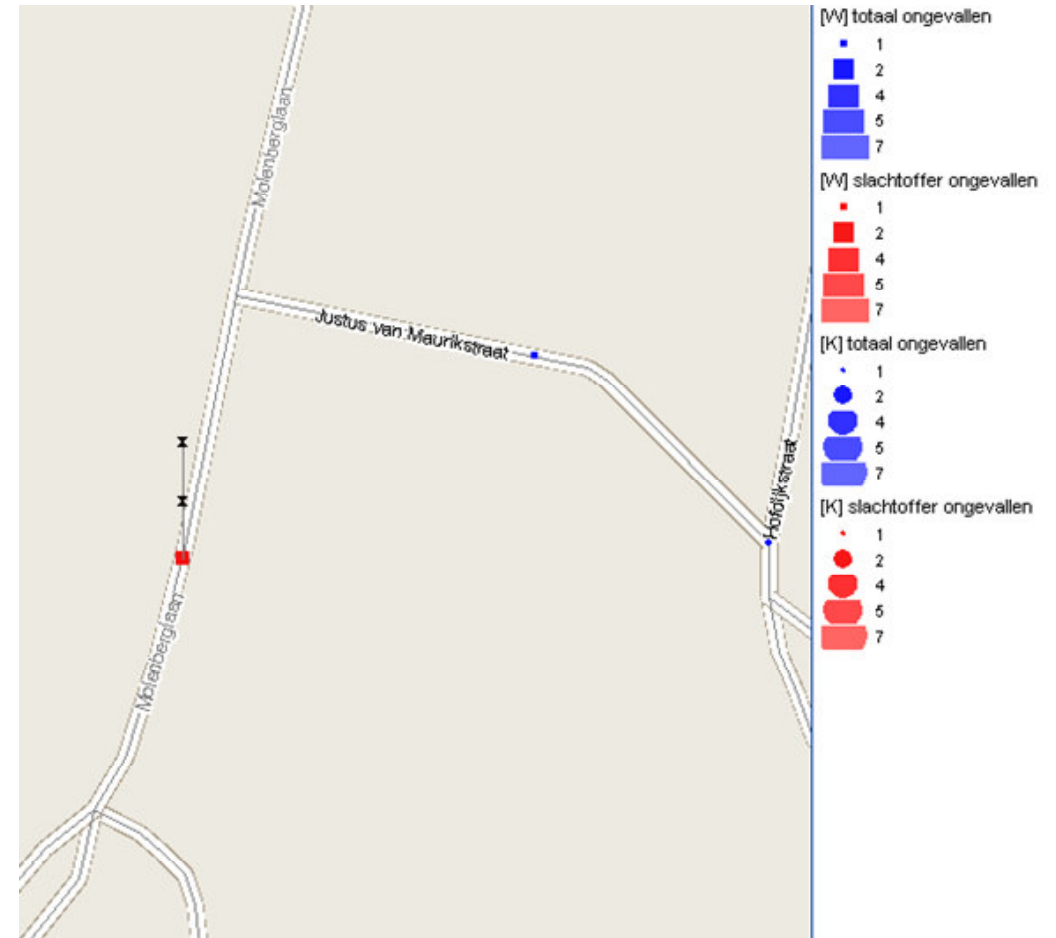 Molenberglaan
Justus van Maurikstraat
Hofdijkstraat
Molenberglaan
[W] totaal ongevallen
1
2
4
5
7
[W] slachtoffer ongevallen
1
2
4
5
7
[K] totaal ongevallen
1
2
4
5
7
[K] slachtoffer ongevallen
1
2
4
5
7